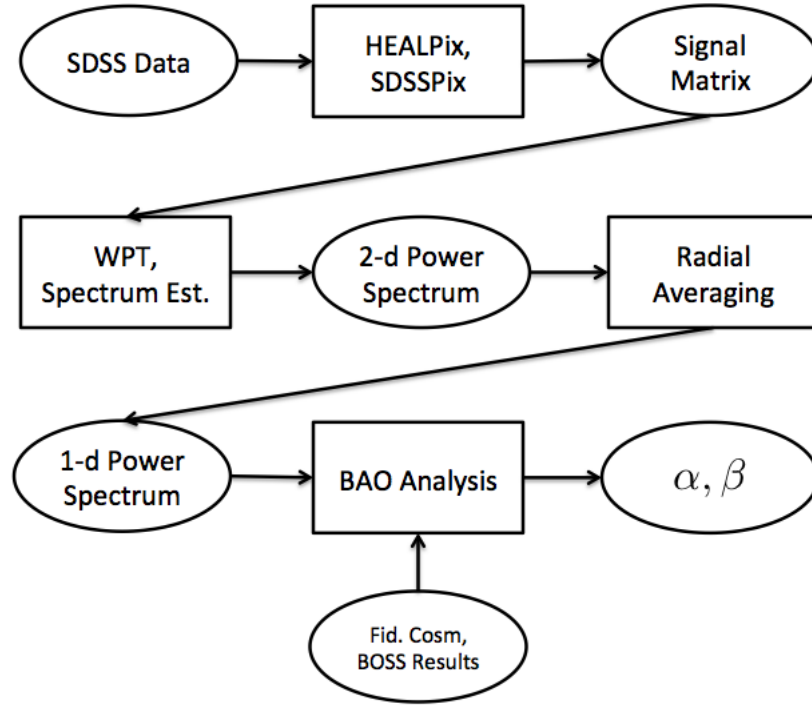 SDSS Data
HEALPix,
SDSSPix
Signal
Matrix
WPT,
Spectrum Est.
2-d Power
Spectrum
Radial
Averaging
1-d Power
Spectrum
BAO Analysis
α, β
Fid. Cosm,
BOSS Results